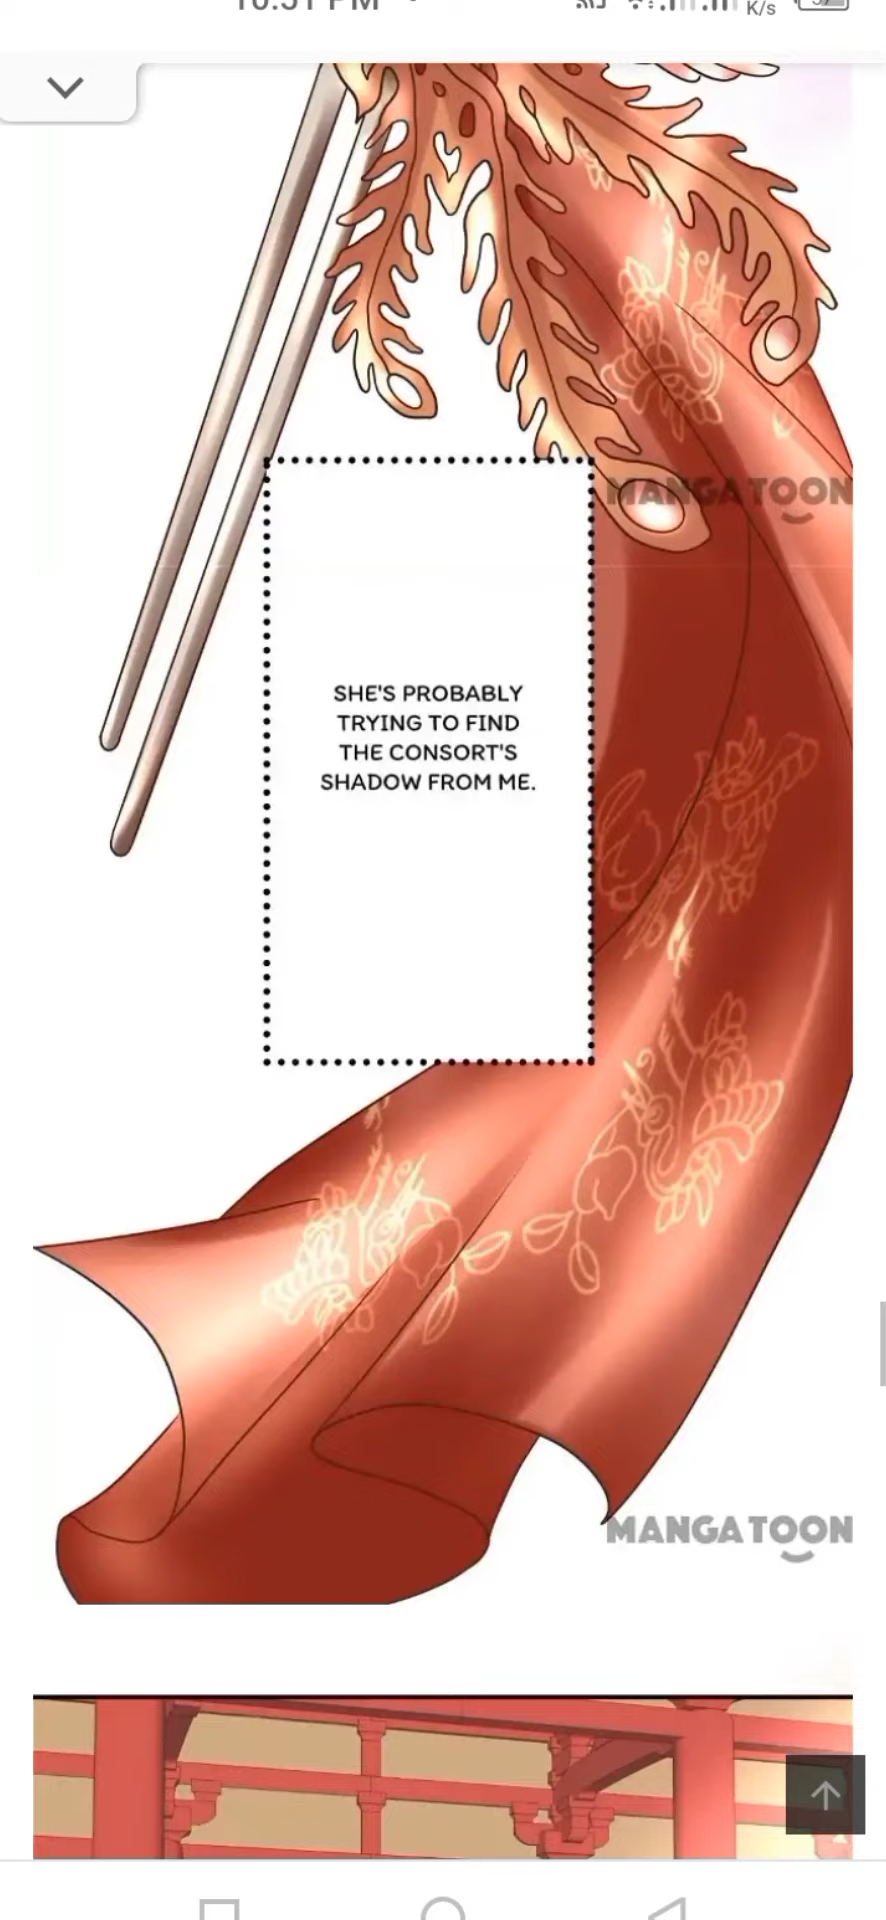 K/s
MANGATOON
SHE'S PROBABLY
TRYING TO FIND
THE CONSORT'S
SHADOW FROM ME.
MANGATOON